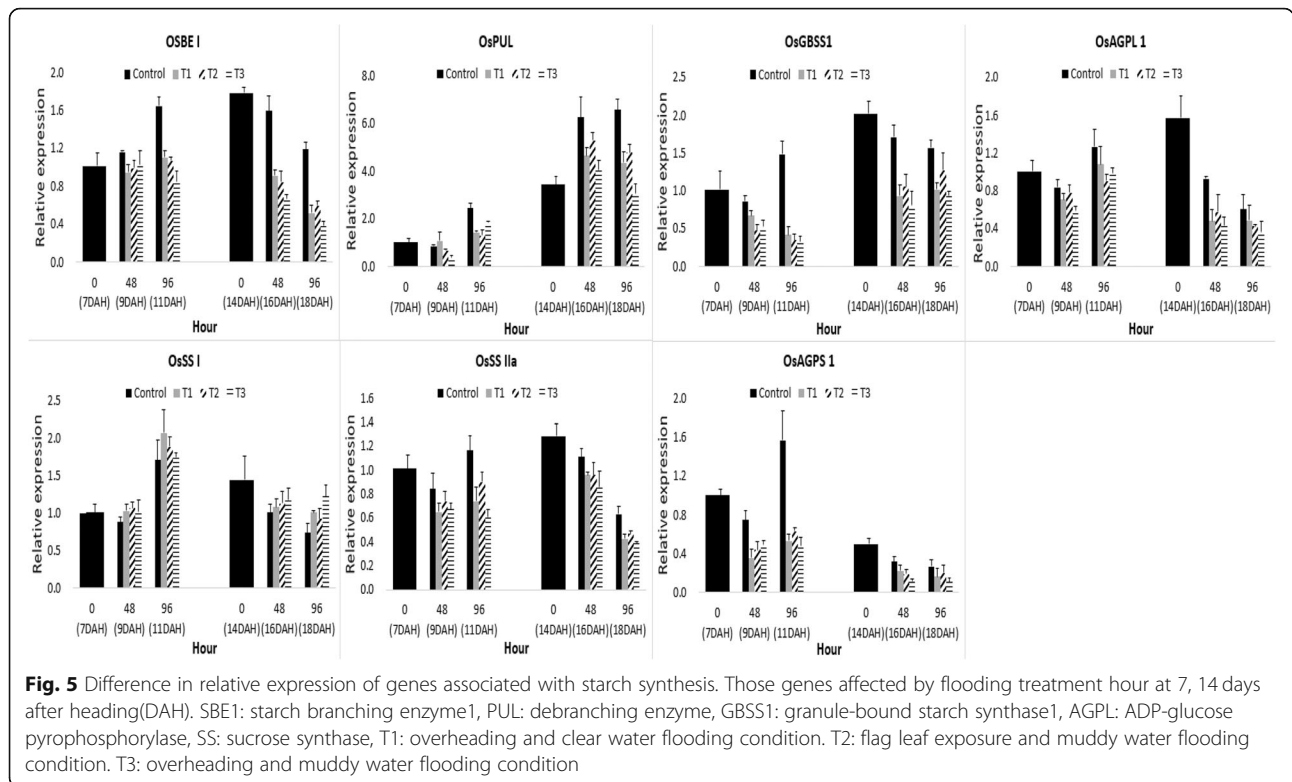 OSBE I
Control T1 T2 T3
Relative expression
2.0
1.6
1.2
0.8
0.4
0.0
0 48 96 0 48 96
(7DAH) (9DAH) (11DAH) (14DAH) (16DAH) (18DAH)
Hour
OsPUL
Control T1 T2 T3
Relative expression
8.0
6.0
4.0
2.0
0.0
0 48 96 0 48 96
(7DAH) (9DAH) (11DAH) (14DAH) (16DAH) (18DAH)
Hour
OsGBSS1
Control T1 T2 T3
Relative expression
2.5
2.0
1.5
1.0
0.5
0.0
0 48 96 0 48 96
(7DAH) (9DAH) (11DAH) (14DAH) (16DAH) (18DAH)
Hour
OsAGPL 1
Control T1 T2 T3
Relative expression
2.0
1.6
1.2
0.8
0.4
0.0
0 48 96 0 48 96
(7DAH) (9DAH) (11DAH) (14DAH) (16DAH) (18DAH)
Hour
OsSS I
Control T1 T2 T3
Relative expression
2.5
2.0
1.5
1.0
0.5
0.0
0 48 96 0 48 96
(7DAH) (9DAH) (11DAH) (14DAH) (16DAH) (18DAH)
Hour
OsSS IIa
Control T1 T2 T3
Relative expression
1.6
1.4
1.2
1.0
0.8
0.6
0.4
0.2
0.0
0 48 96 0 48 96
(7DAH) (9DAH) (11DAH) (14DAH) (16DAH) (18DAH)
Hour
OsAGPS 1
Control T1 T2 T3
Relative expression
2.0
1.6
1.2
0.8
0.4
0.0
0 48 96 0 48 96
(7DAH) (9DAH) (11DAH) (14DAH) (16DAH) (18DAH)
Hour
Fig. 5 Difference in relative expression of genes associated with starch synthesis. Those genes affected by flooding treatment hour at 7, 14 days
after heading(DAH). SBE1: starch branching enzyme1, PUL: debranching enzyme, GBSS1: granule-bound starch synthase1, AGPL: ADP-glucose
pyrophosphorylase, SS: sucrose synthase, T1: overheading and clear water flooding condition. T2: flag leaf exposure and muddy water flooding
condition. T3: overheading and muddy water flooding condition